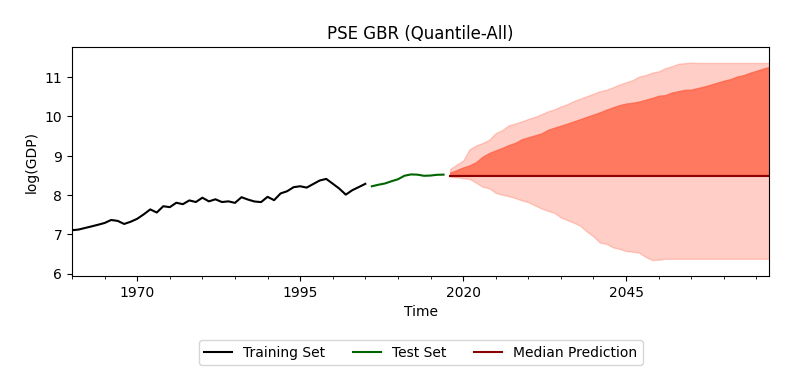 PSE GBR (Quantile-All)
11
10
9
8
7
6
log(GDP)
1970
1995
2020
2045
Time
Training Set
Test Set
Median Prediction